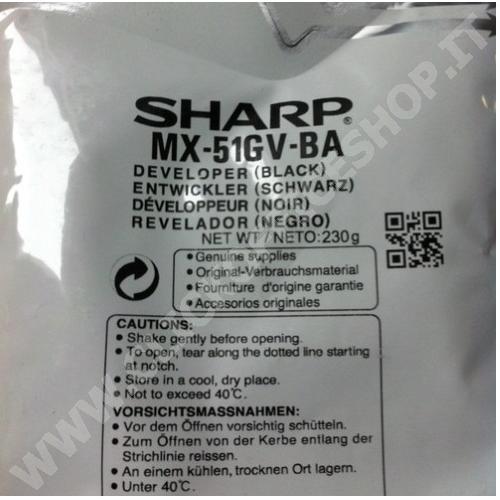 SHARP®
MX-51GV-BA
DEVELOPER (BLACK)
ENTWICKLER (SCHWARZ)
DÉVELOPPEUR (NOIR)
REVELADOR (NEGRO)
NET WT / NETO: 230g
• Genuine supplies
• Original-Verbrauchsmaterial
• Fourniture d'origine garantie
• Accesorios originales
CAUTIONS:
• Shake gently before opening.
• To open, tear along the dotted line starting
at notch.
• Store in a cool, dry place.
• Not to exceed 40°C.
VORSICHTSMASSNAHMEN:
• Vor dem Öffnen vorsichtig schütteln.
• Zum Öffnen von der Kerbe entlang der
Strichlinie reissen.
• An einem kühlen, trocknen Ort lagern.
• Unter 40°C.